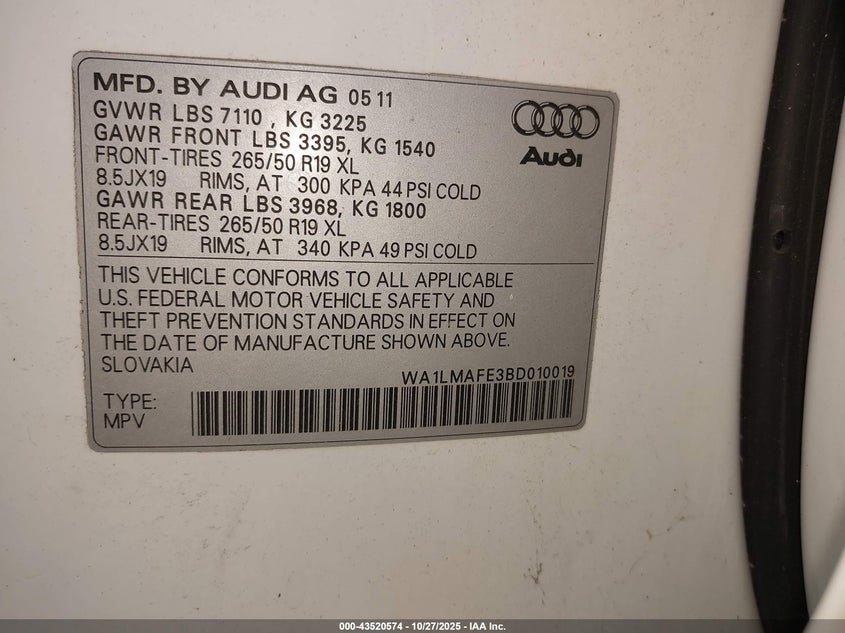 MFD. BY AUDI AG 05 11
GVWR LBS 7110 , KG 3225
GAWR FRONT LBS 3395, KG 1540
FRONT-TIRES 265/50 R19 XL
8.5JX19 RIMS, AT 300 KPA 44 PSI COLD
GAWR REAR LBS 3968, KG 1800
REAR-TIRES 265/50 R19 XL
8.5JX19 RIMS, AT 340 KPA 49 PSI COLD
Audi
THIS VEHICLE CONFORMS TO ALL APPLICABLE
U.S. FEDERAL MOTOR VEHICLE SAFETY AND
THEFT PREVENTION STANDARDS IN EFFECT ON
THE DATE OF MANUFACTURE SHOWN ABOVE.
SLOVAKIA
WA1LMAFE3BD010019
TYPE:
MPV
000-43520574 - 10/27/2025 - IAA Inc.